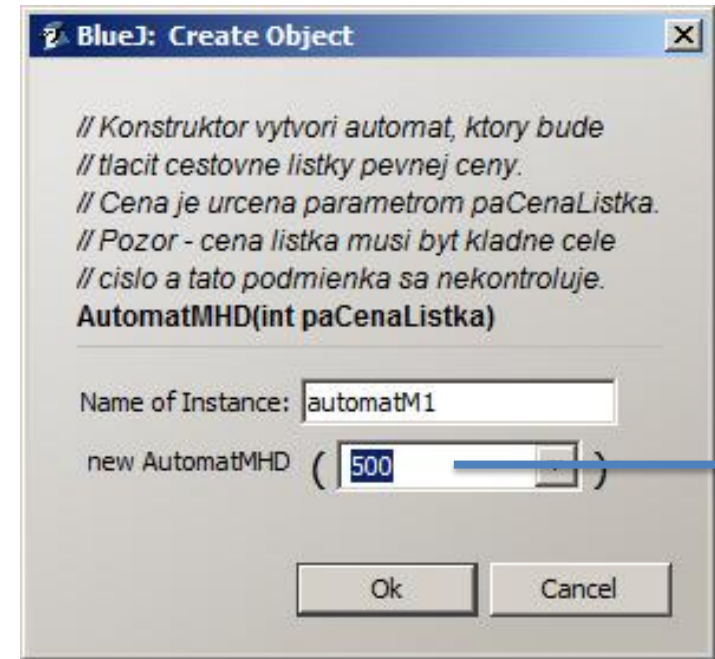 BlueJ: Create Object
// Konstruktor vytvori automat, ktory bude
// tlacit cestovne listky pevnej ceny.
// Cena je urcena parametrom paCenaListka.
// Pozor - cena listka musi byt kladne cele
// cislo a tato podmienka sa nekontroluje.
AutomatMHD(int paCenaListka)
Name of Instance: automatM1
new AutomatMHD ( 500 )
Ok Cancel